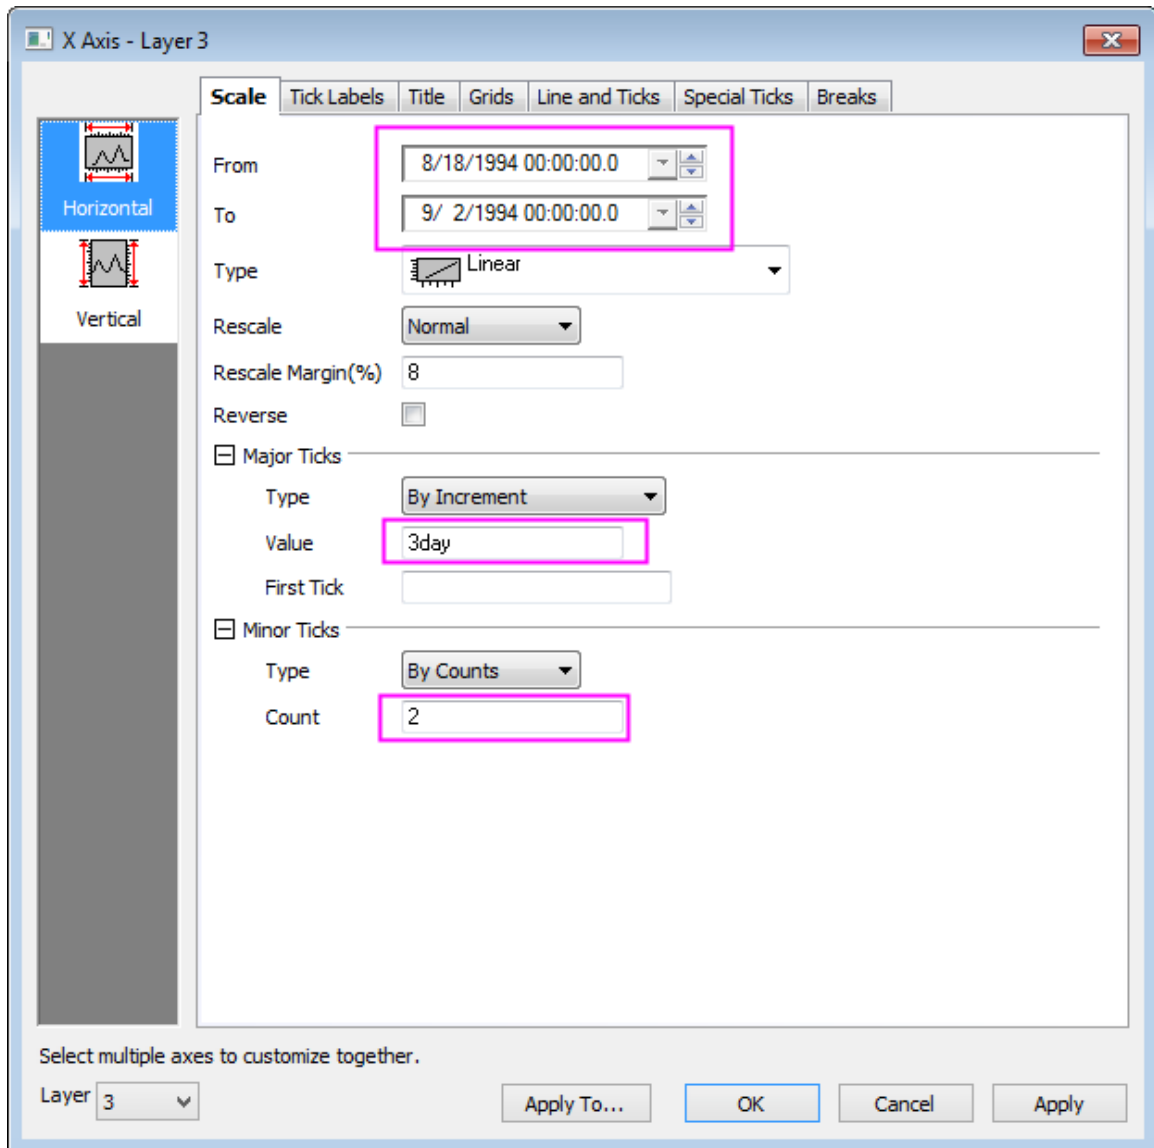 X Axis - Layer 3
Scale Tick Labels Title Grids Line and Ticks Special Ticks Breaks
Horizontal
Vertical
From 8/18/1994 00:00:00.0
To 9/ 2/1994 00:00:00.0
Type Linear
Rescale Normal
Rescale Margin(%) 8
Reverse
Major Ticks
Type By Increment
Value 3day
First Tick
Minor Ticks
Type By Counts
Count 2
Select multiple axes to customize together.
Layer 3 Apply To... OK Cancel Apply